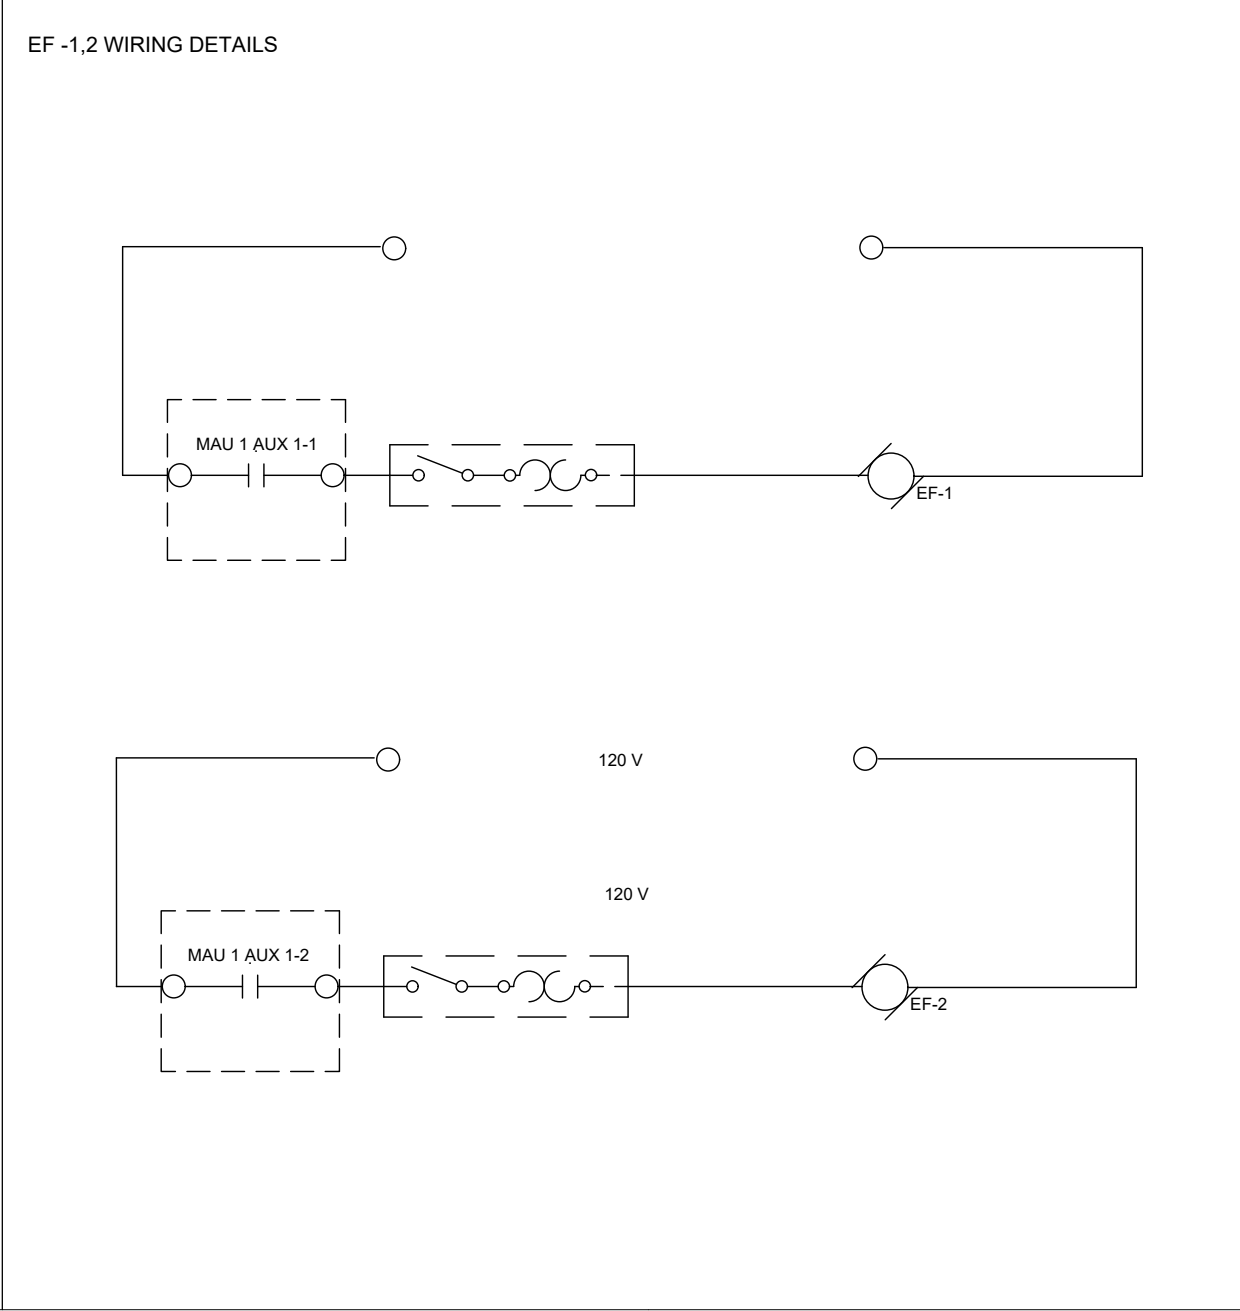 EF -1,2 WIRING DETAILS
MAU 1 AUX 1-1
EF-1
120 V
120 V
MAU 1 AUX 1-2
EF-2